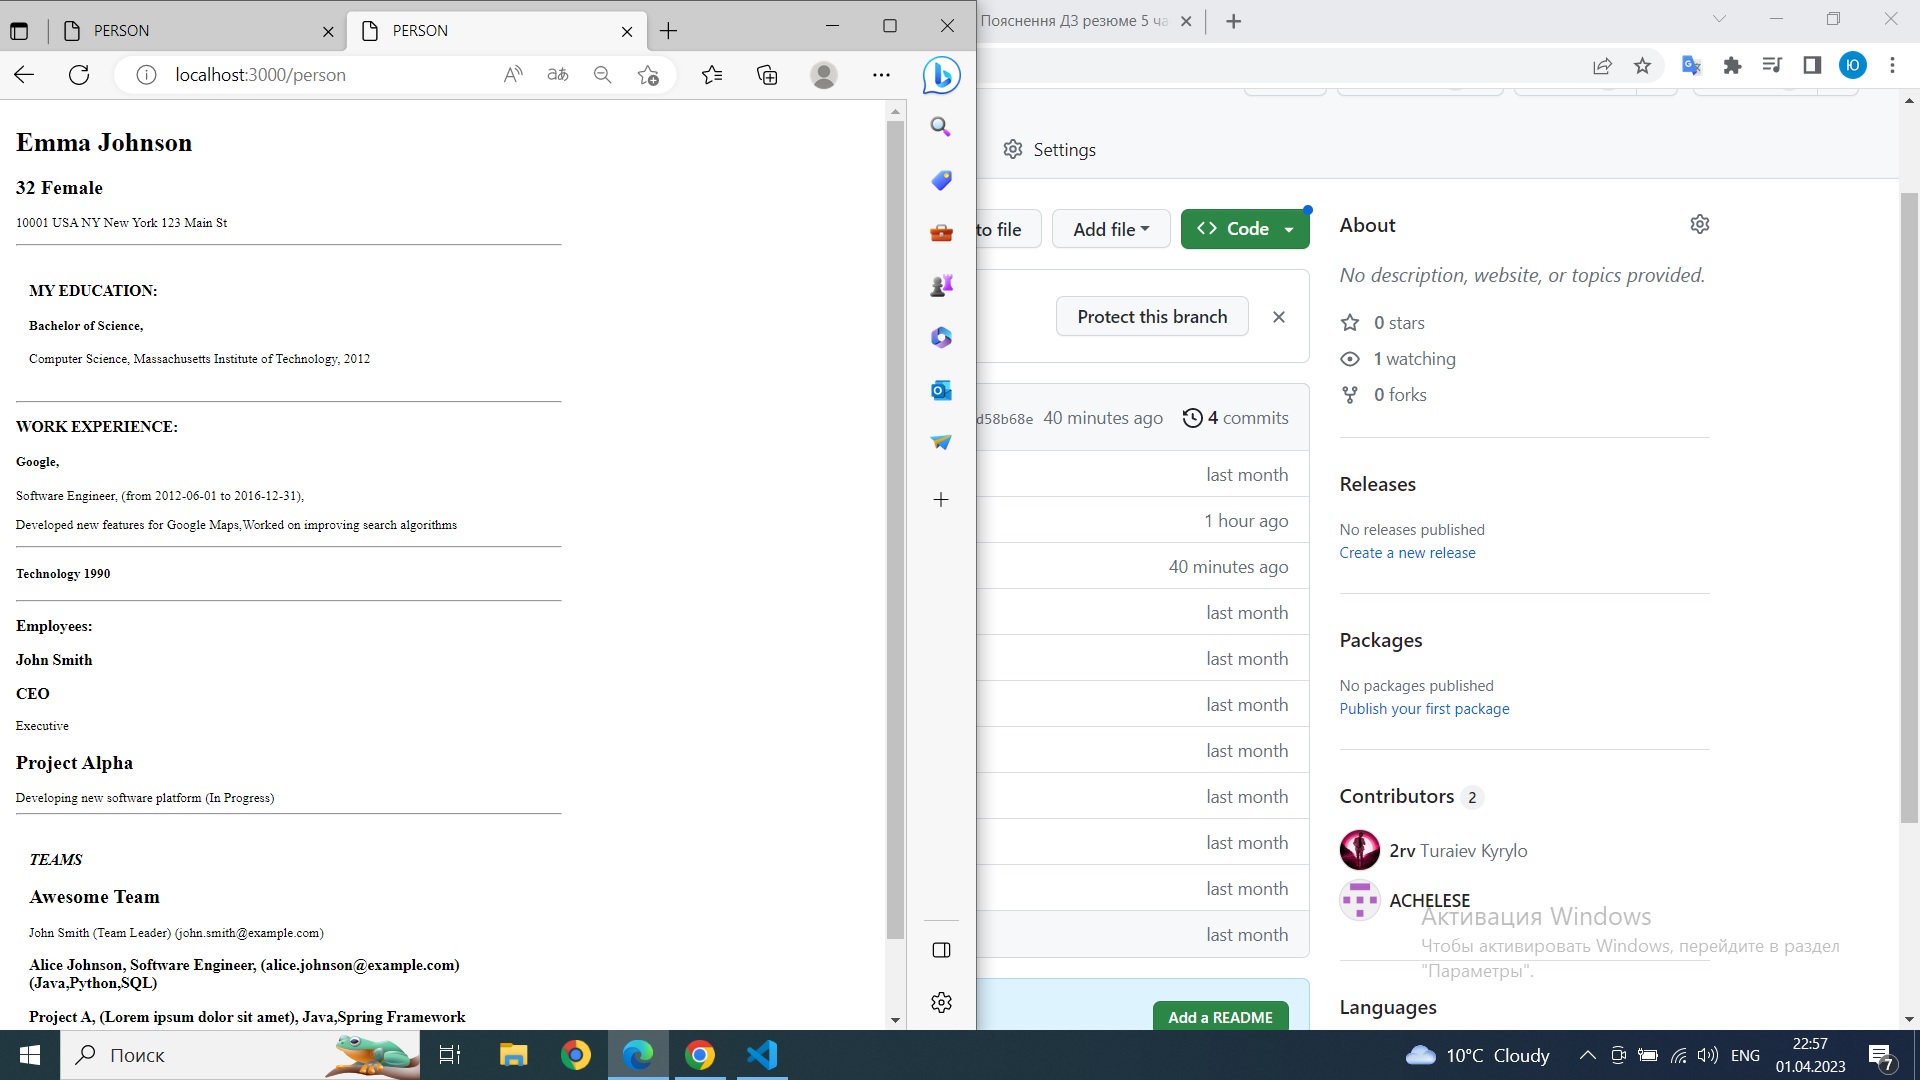 PERSON
PERSON
Пояснення ДЗ резюме 5 ча
localhost:3000/person
Emma Johnson
32 Female
10001 USA NY New York 123 Main St
MY EDUCATION:
Bachelor of Science,
Computer Science, Massachusetts Institute of Technology, 2012
WORK EXPERIENCE:
Google,
Software Engineer, (from 2012-06-01 to 2016-12-31),
Developed new features for Google Maps,Worked on improving search algorithms
Technology 1990
Employees:
John Smith
CEO
Executive
Project Alpha
Developing new software platform (In Progress)
TEAMS
Awesome Team
John Smith (Team Leader) (john.smith@example.com)
Alice Johnson, Software Engineer, (alice.johnson@example.com)
(Java,Python,SQL)
Project A, (Lorem ipsum dolor sit amet), Java,Spring Framework
Settings
to file
Add file
Code
Protect this branch
d58b68e 40 minutes ago 4 commits
last month
1 hour ago
40 minutes ago
last month
last month
last month
last month
last month
last month
last month
last month
Add a README
About
No description, website, or topics provided.
0 stars
1 watching
0 forks
Releases
No releases published
Create a new release
Packages
No packages published
Publish your first package
Contributors 2
2rv Turaiev Kyrylo
ACHELESE
Активация Windows
Чтобы активировать Windows, перейдите в раздел
"Параметры".
Languages
Поиск
10°C Cloudy
ENG
22:57
01.04.2023
7
Ю